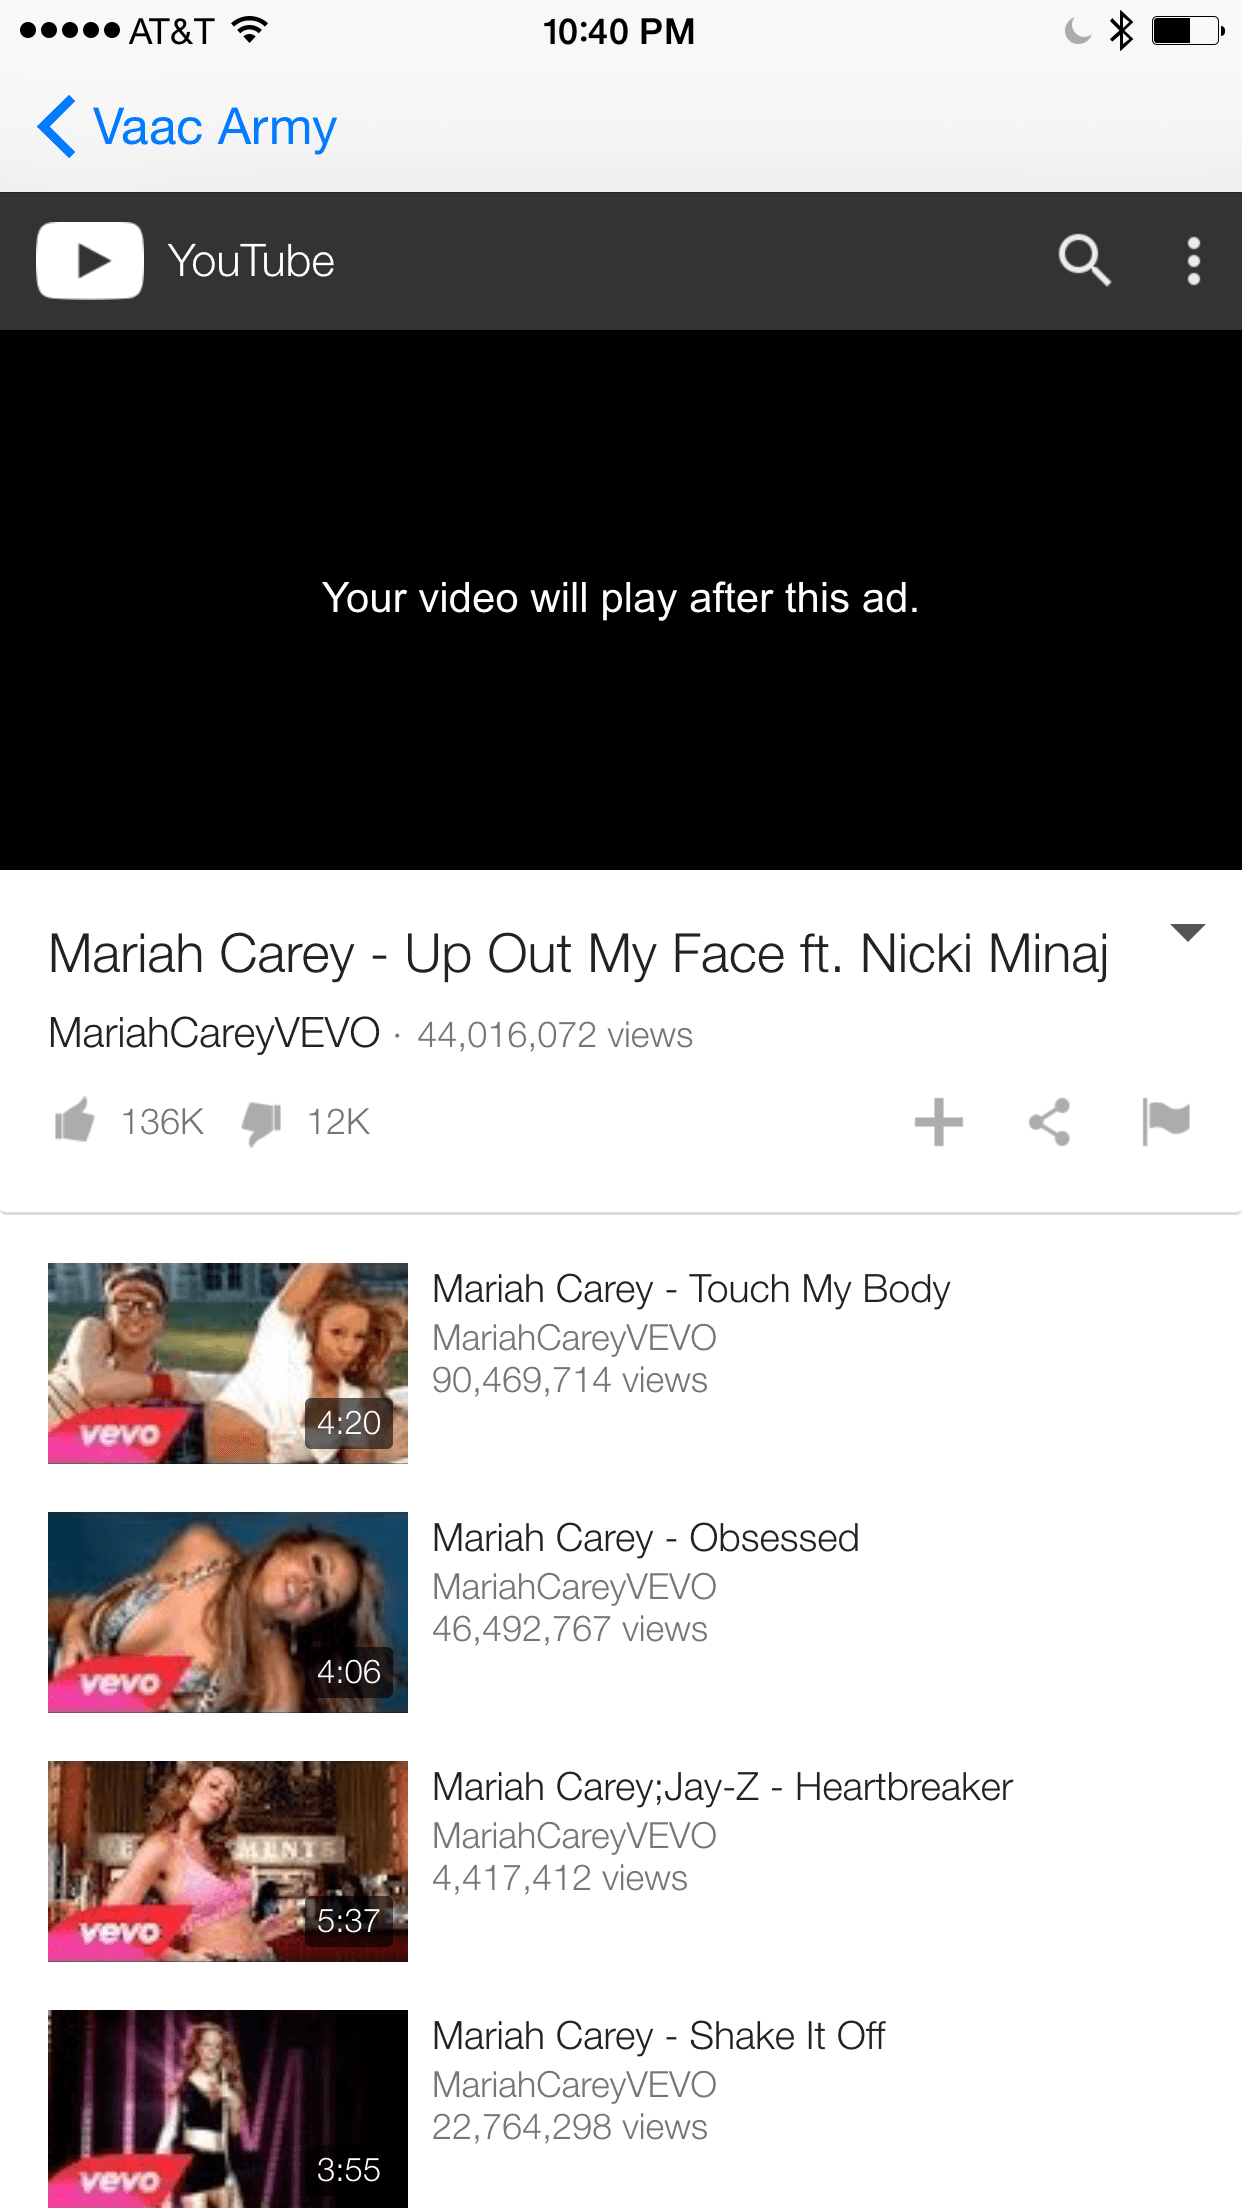 AT&T 10:40 PM
Vaac Army
YouTube
Your video will play after this ad.
Mariah Carey - Up Out My Face ft. Nicki Minaj
MariahCareyVEVO · 44,016,072 views
136K 12K
Mariah Carey - Touch My Body
MariahCareyVEVO
90,469,714 views
vevo 4:20
Mariah Carey - Obsessed
MariahCareyVEVO
46,492,767 views
vevo 4:06
Mariah Carey;Jay-Z - Heartbreaker
MariahCareyVEVO
4,417,412 views
vevo 5:37
Mariah Carey - Shake It Off
MariahCareyVEVO
22,764,298 views
vevo 3:55